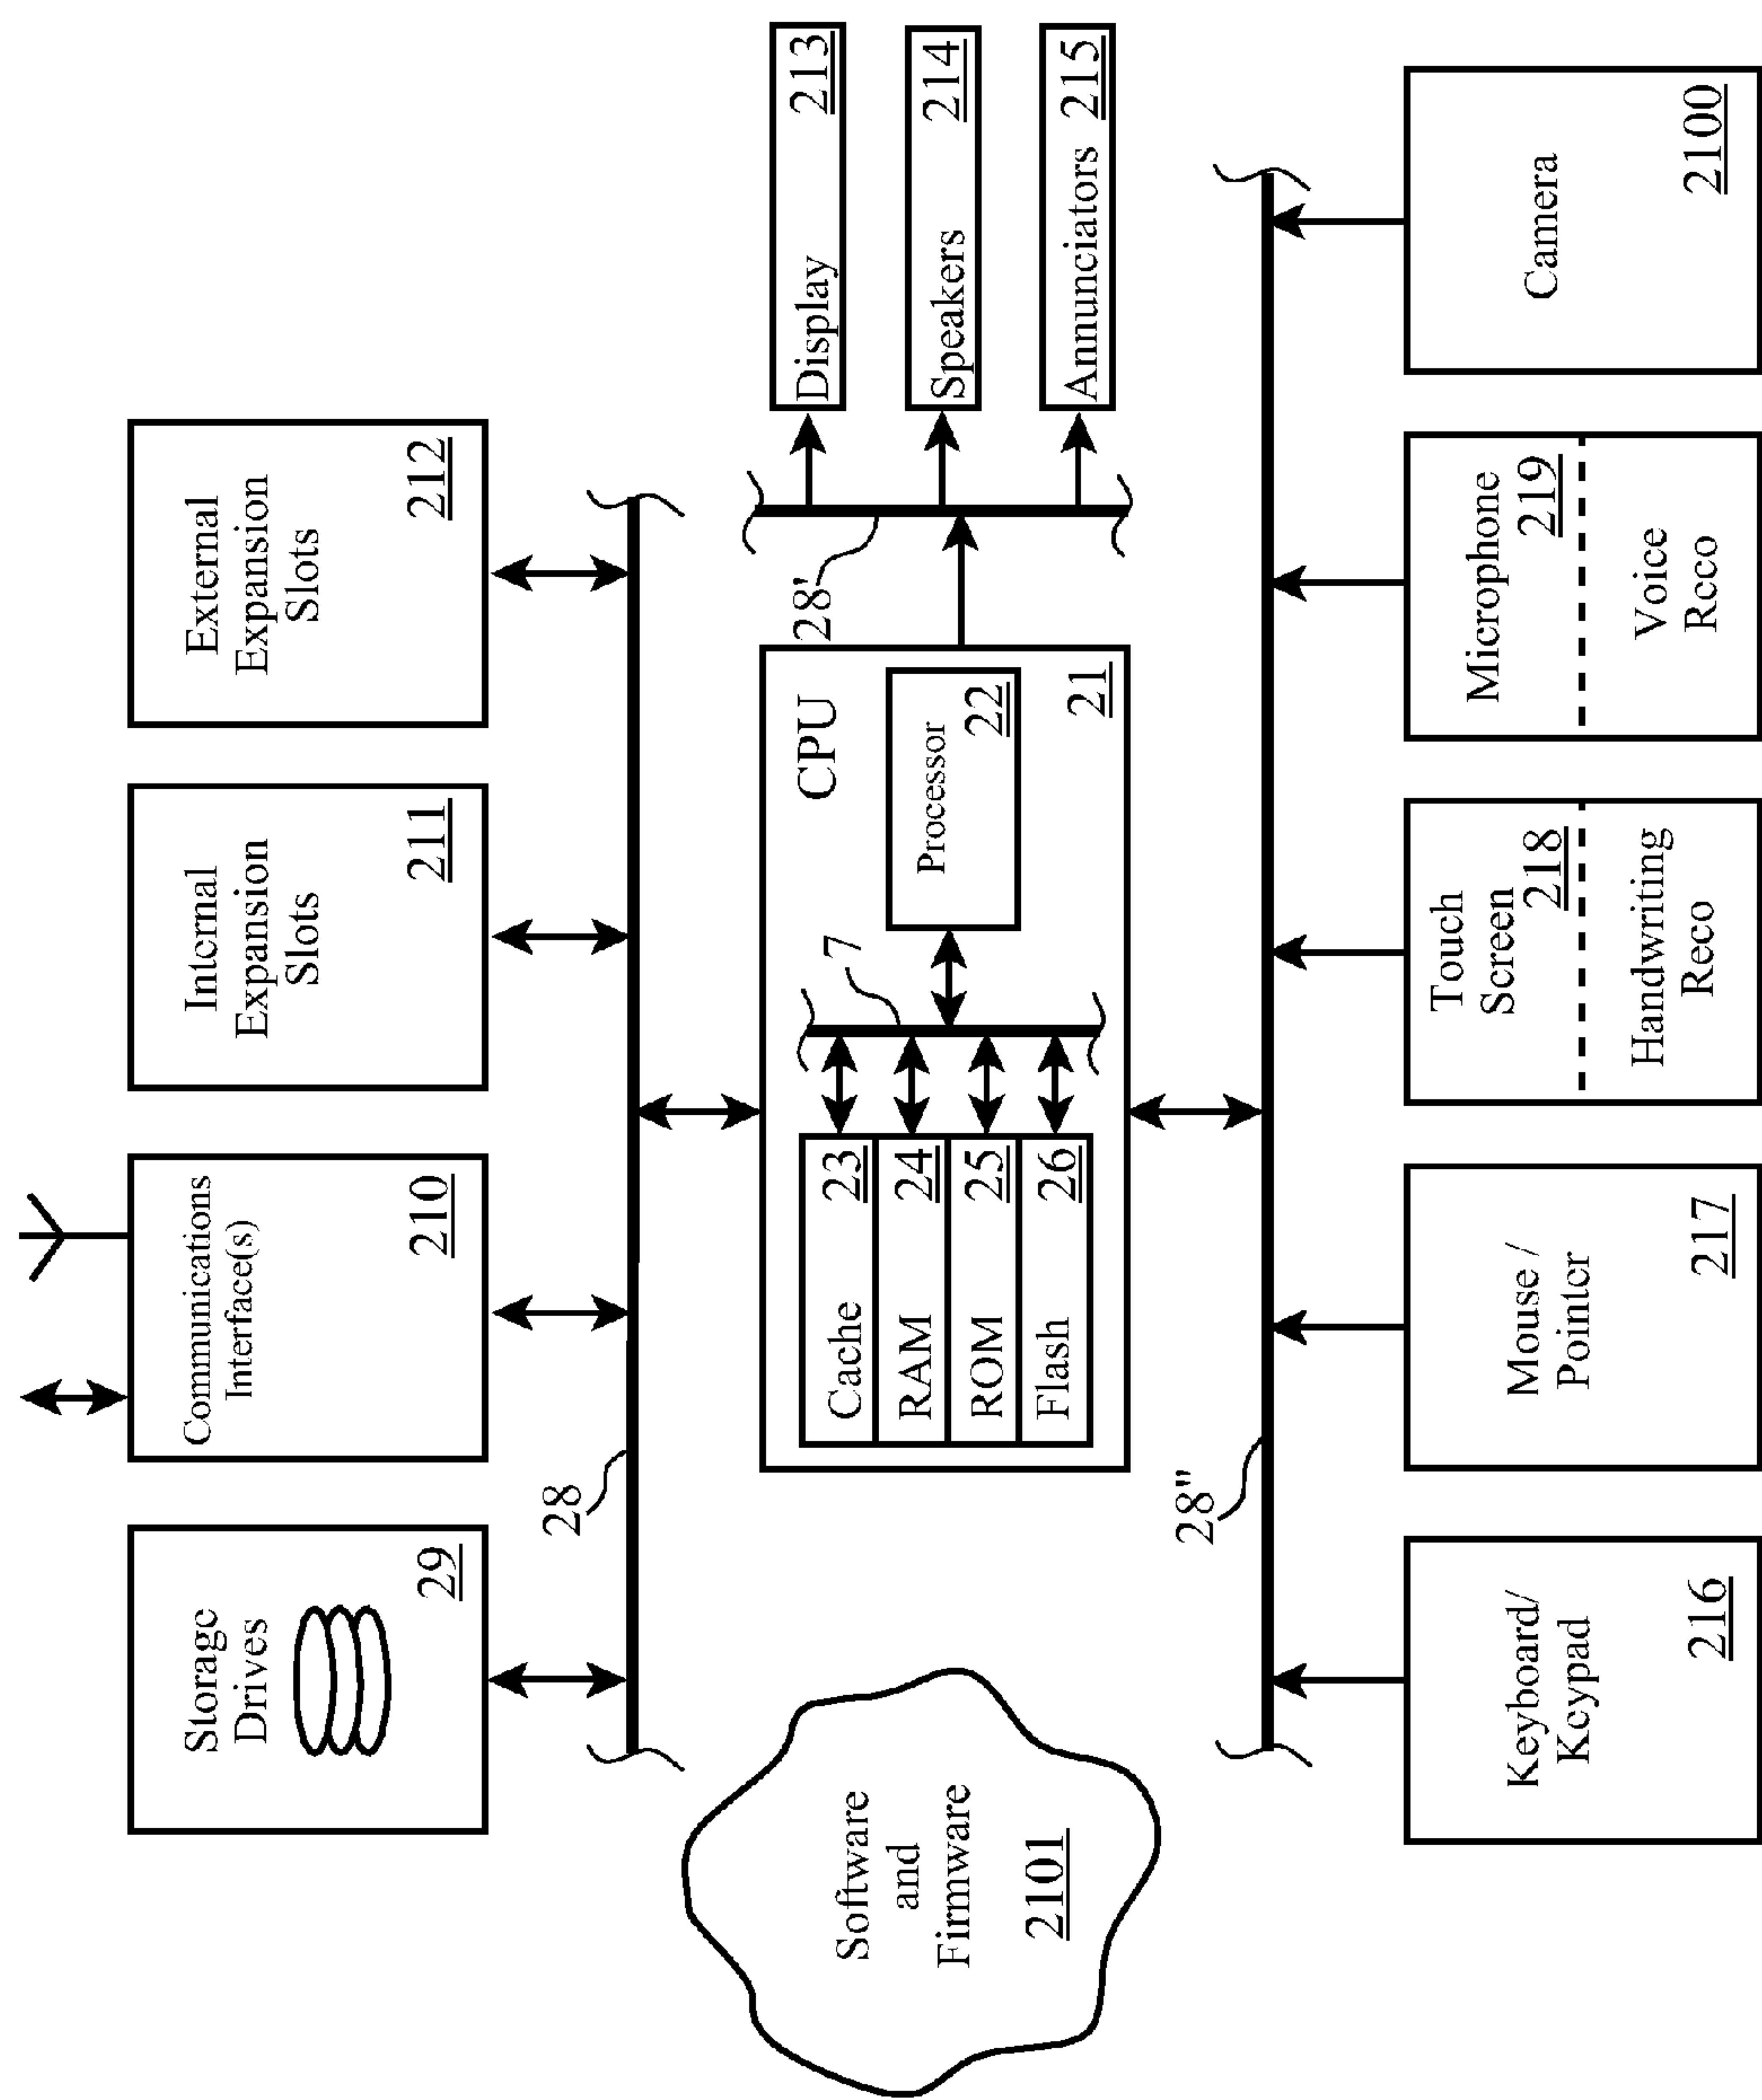 Storage
Drives
29
Communications
Interface(s)
210
Internal
Expansion
Slots
211
External
Expansion
Slots
212
28
Software
and
Firmware
2101
CPU
21
Cache 23
RAM 24
ROM 25
Flash 26
7
Processor
22
28'
Display 213
Speakers 214
Annunciators 215
28"
Keyboard/
Keypad
216
Mouse /
Pointer
217
Touch
Screen
218
Handwriting
Reco
Microphone
219
Voice
Reco
Camera
2100